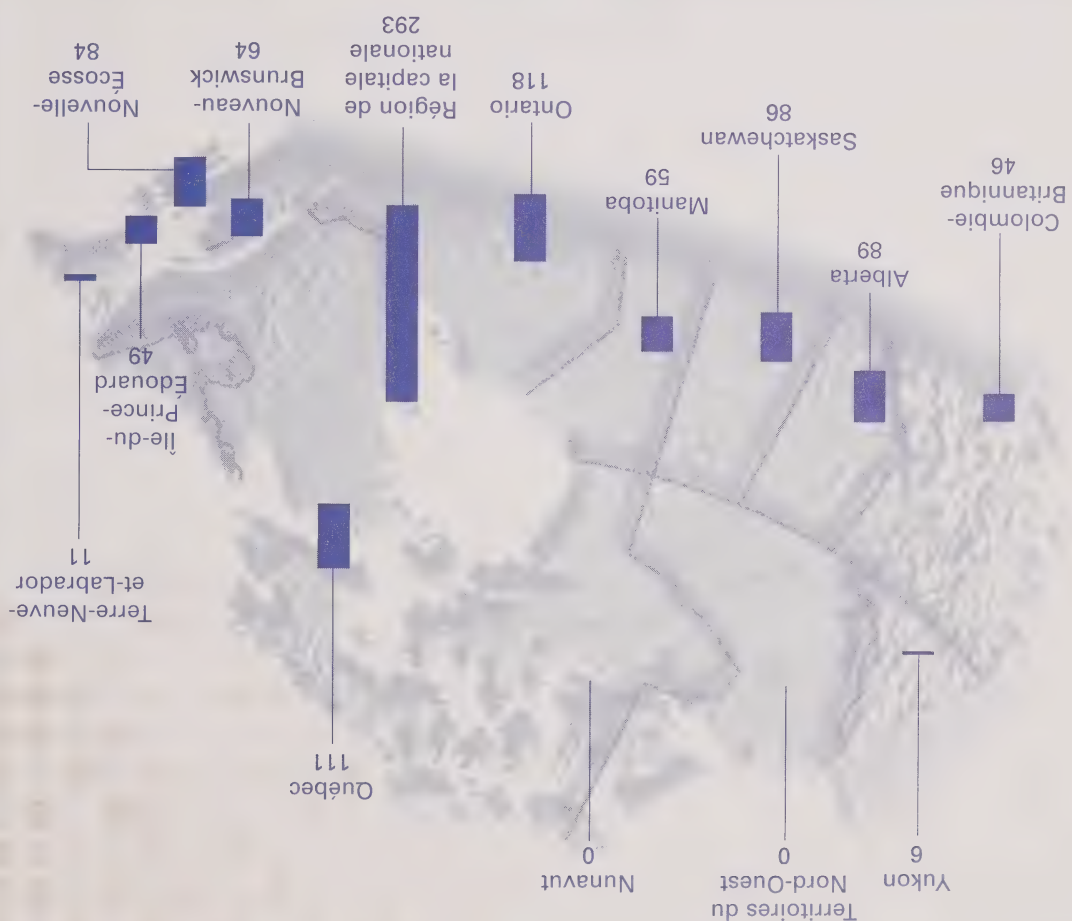 Yukon
6
Territoires du
Nord-Ouest
0
Nunavut
0
Québec
111
Terre-Neuve-
et-Labrador
11
Colombie-
Britannique
46
Alberta
89
Saskatchewan
86
Manitoba
59
Ontario
118
Région de
la capitale
nationale
293
Île-du-
Prince-
Édouard
49
Nouveau-
Brunswick
64
Nouvelle-
Écosse
84